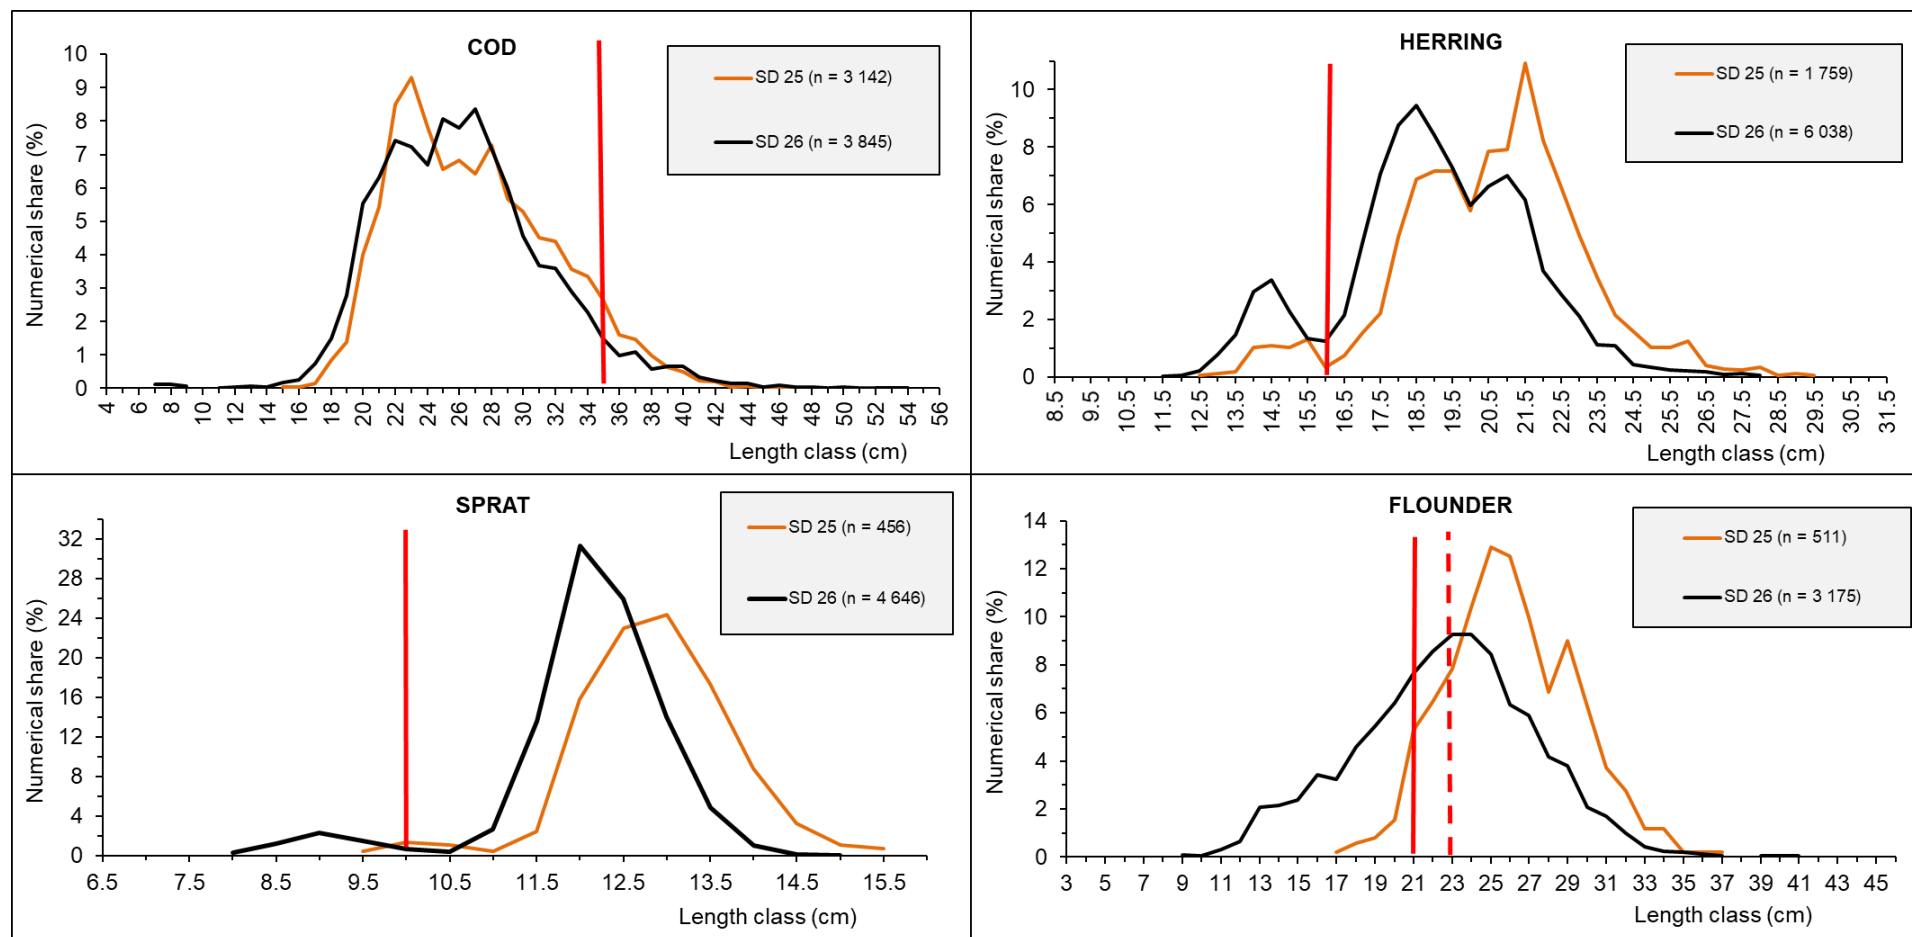 COD
SD 25 (n = 3 142)
SD 26 (n = 3 845)
Numerical share (%)
10
9
8
7
6
5
4
3
2
1
0
4 6 8 10 12 14 16 18 20 22 24 26 28 30 32 34 36 38 40 42 44 46 48 50 52 54 56
Length class (cm)
HERRING
SD 25 (n = 1 759)
SD 26 (n = 6 038)
Numerical share (%)
10
8
6
4
2
0
8.5 9.5 10.5 11.5 12.5 13.5 14.5 15.5 16.5 17.5 18.5 19.5 20.5 21.5 22.5 23.5 24.5 25.5 26.5 27.5 28.5 29.5 30.5 31.5
Length class (cm)
SPRAT
SD 25 (n = 456)
SD 26 (n = 4 646)
Numerical share (%)
32
28
24
20
16
12
8
4
0
6.5 7.5 8.5 9.5 10.5 11.5 12.5 13.5 14.5 15.5
Length class (cm)
FLOUNDER
SD 25 (n = 511)
SD 26 (n = 3 175)
Numerical share (%)
14
12
10
8
6
4
2
0
3 5 7 9 11 13 15 17 19 21 23 25 27 29 31 33 35 37 39 41 43 45
Length class (cm)